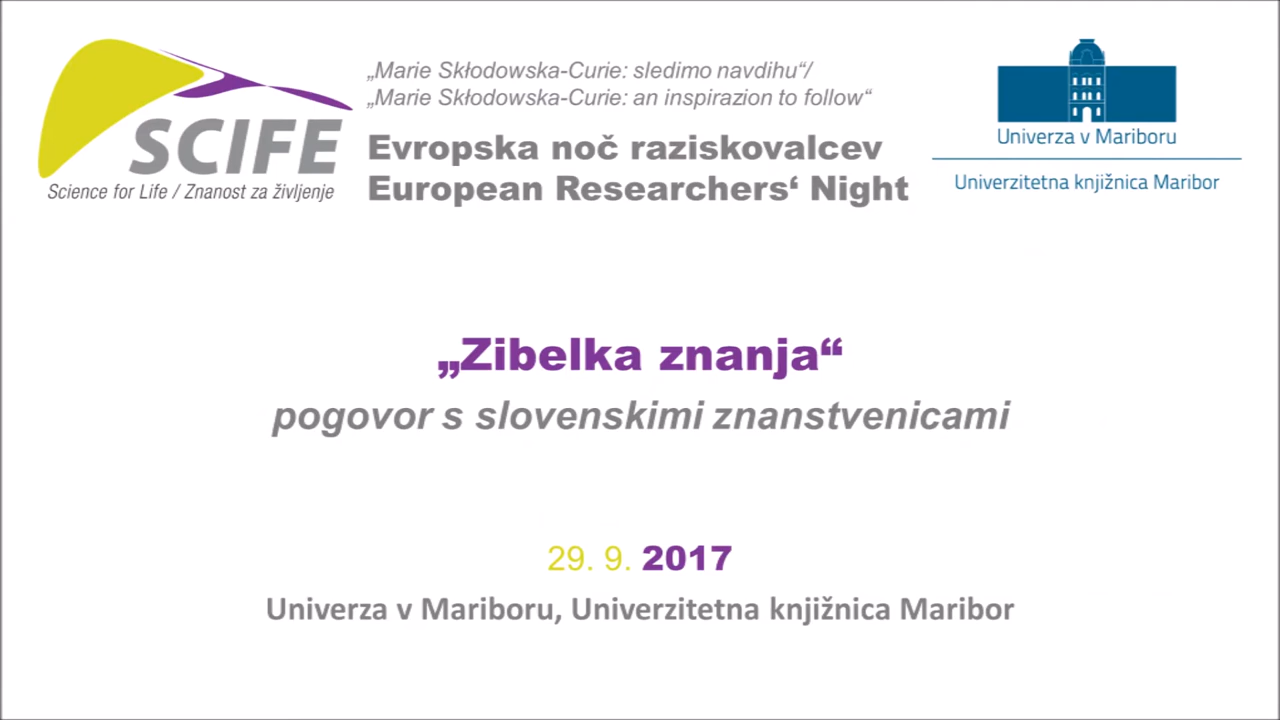 SCIFE
Science for Life / Znanost za življenje
„Marie Skłodowska-Curie: sledimo navdihu“/
„Marie Skłodowska-Curie: an inspirazion to follow“
Evropska noč raziskovalcev
European Researchers‘ Night
Univerza v Mariboru
Univerzitetna knjižnica Maribor
„Zibelka znanja“
pogovor s slovenskimi znanstvenicami
29. 9. 2017
Univerza v Mariboru, Univerzitetna knjižnica Maribor